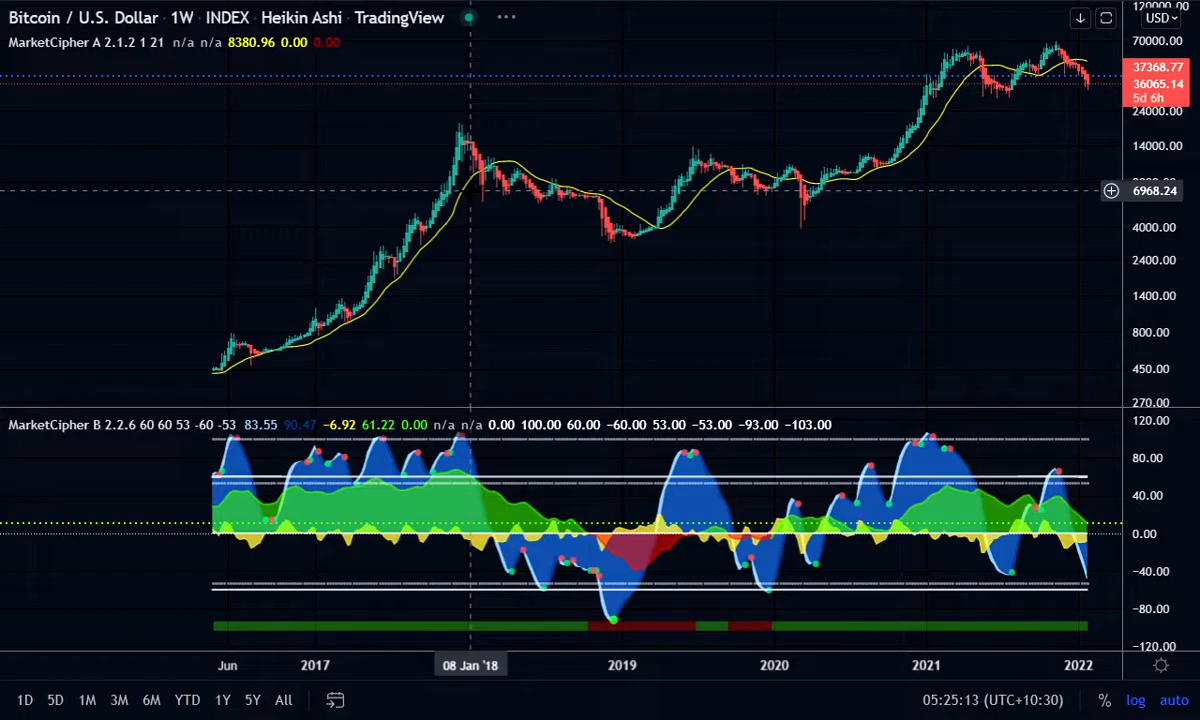 Bitcoin / U.S. Dollar · 1W · INDEX · Heikin Ashi · TradingView
MarketCipher A 2.1.2 1 21 n/a n/a 8380.96 0.00 0.00
120000.00
USD
70000.00
37368.77
36065.14
5d 6h
24000.00
14000.00
6968.24
4000.00
2400.00
1400.00
800.00
450.00
270.00
MarketCipher B 2.2.6 60 60 53 -60 -53 83.55 90.47 −6.92 61.22 0.00 n/a n/a 0.00 100.00 60.00 −60.00 53.00 −53.00 −93.00 −103.00
120.00
80.00
40.00
0.00
−40.00
−80.00
−120.00
Jun 2017 08 Jan '18 2019 2020 2021 2022
1D 5D 1M 3M 6M YTD 1Y 5Y All 05:25:13 (UTC+10:30) % log auto